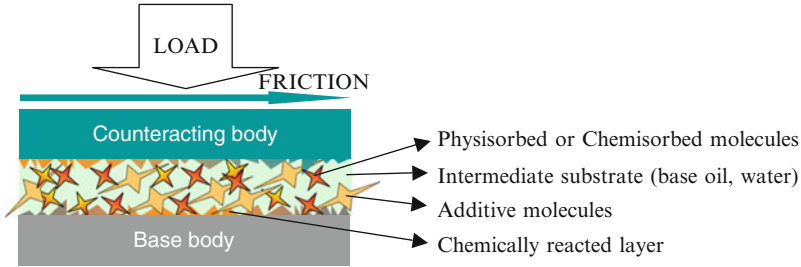 LOAD
FRICTION
Counteracting body
Physisorbed or Chemisorbed molecules
Intermediate substrate (base oil, water)
Additive molecules
Base body
Chemically reacted layer